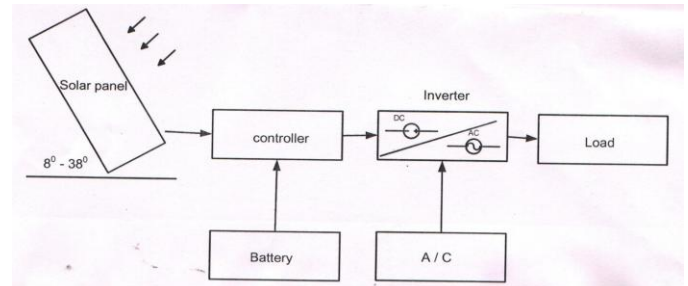 Solar panel
8⁰ - 38⁰
controller
Inverter
DC
AC
Load
Battery
A / C